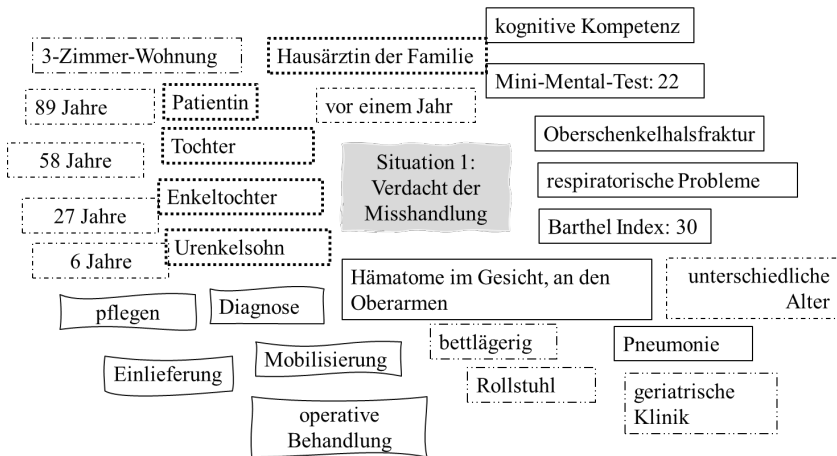 kognitive Kompetenz
3-Zimmer-Wohnung
Hausärztin der Familie
Mini-Mental-Test: 22
89 Jahre
Patientin
vor einem Jahr
Oberschenkelhalsfraktur
58 Jahre
Tochter
Situation 1:
Verdacht der
Misshandlung
respiratorische Probleme
27 Jahre
Enkeltochter
Barthel Index: 30
6 Jahre
Urenkelsohn
Hämatome im Gesicht, an den
Oberarmen
unterschiedliche
Alter
pflegen
Diagnose
bettlägerig
Pneumonie
Einlieferung
Mobilisierung
Rollstuhl
geriatrische
Klinik
operative
Behandlung